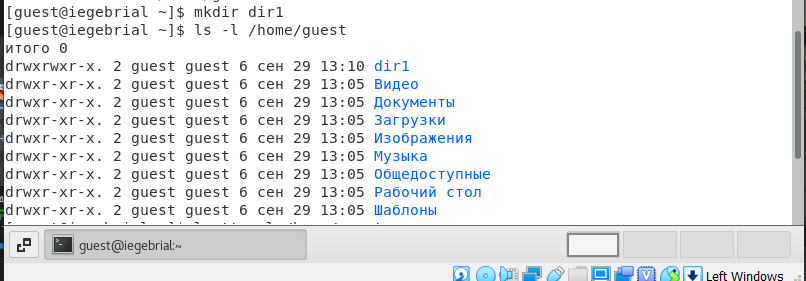 [guest@iegebrial ~]$ mkdir dir1
[guest@iegebrial ~]$ ls -l /home/guest
итого 0
drwxrwxr-x. 2 guest guest 6 сен 29 13:10 dir1
drwxr-xr-x. 2 guest guest 6 сен 29 13:05 Видео
drwxr-xr-x. 2 guest guest 6 сен 29 13:05 Документы
drwxr-xr-x. 2 guest guest 6 сен 29 13:05 Загрузки
drwxr-xr-x. 2 guest guest 6 сен 29 13:05 Изображения
drwxr-xr-x. 2 guest guest 6 сен 29 13:05 Музыка
drwxr-xr-x. 2 guest guest 6 сен 29 13:05 Общедоступные
drwxr-xr-x. 2 guest guest 6 сен 29 13:05 Рабочий стол
drwxr-xr-x. 2 guest guest 6 сен 29 13:05 Шаблоны
guest@iegebrial:~
Left Windows